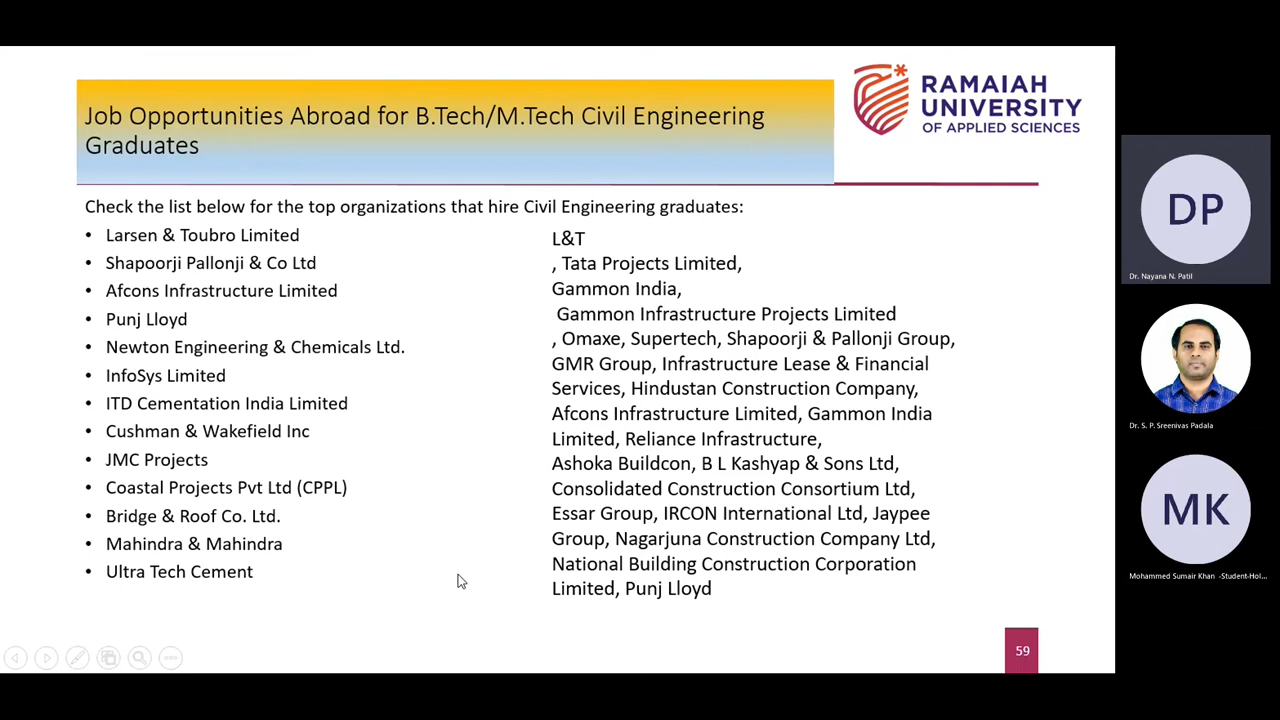 Job Opportunities Abroad for B.Tech/M.Tech Civil Engineering
Graduates
RAMAIAH
UNIVERSITY
OF APPLIED SCIENCES
Check the list below for the top organizations that hire Civil Engineering graduates:
• Larsen & Toubro Limited
• Shapoorji Pallonji & Co Ltd
• Afcons Infrastructure Limited
• Punj Lloyd
• Newton Engineering & Chemicals Ltd.
• InfoSys Limited
• ITD Cementation India Limited
• Cushman & Wakefield Inc
• JMC Projects
• Coastal Projects Pvt Ltd (CPPL)
• Bridge & Roof Co. Ltd.
• Mahindra & Mahindra
• Ultra Tech Cement
L&T
, Tata Projects Limited,
Gammon India,
Gammon Infrastructure Projects Limited
, Omaxe, Supertech, Shapoorji & Pallonji Group,
GMR Group, Infrastructure Lease & Financial
Services, Hindustan Construction Company,
Afcons Infrastructure Limited, Gammon India
Limited, Reliance Infrastructure,
Ashoka Buildcon, B L Kashyap & Sons Ltd,
Consolidated Construction Consortium Ltd,
Essar Group, IRCON International Ltd, Jaypee
Group, Nagarjuna Construction Company Ltd,
National Building Construction Corporation
Limited, Punj Lloyd
59
DP
Dr. Nayana N. Patil
Dr. S. P. Sreenivas Padala
MK
Mohammed Sumair Khan -Student-Hol...